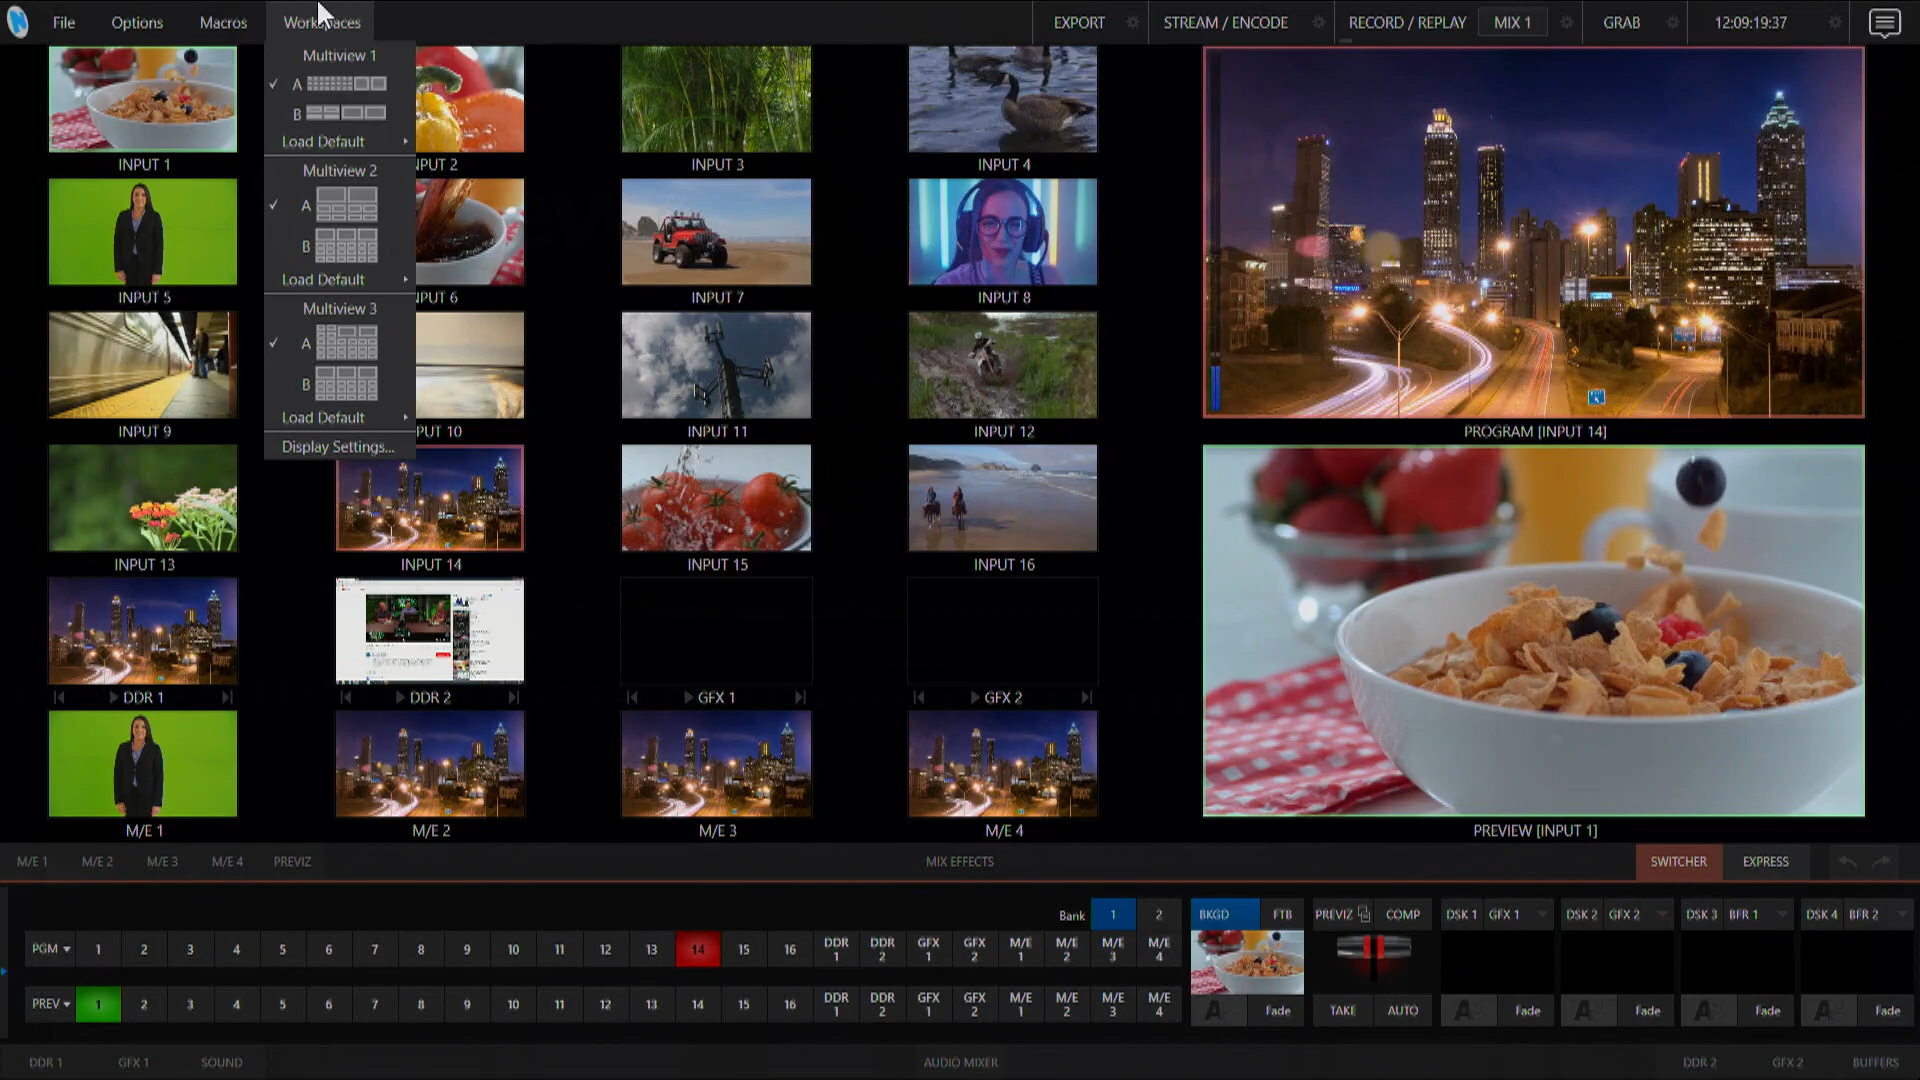 File Options Macros Workspaces EXPORT STREAM / ENCODE RECORD / REPLAY MIX 1 GRAB 12:09:19:37
Multiview 1
A
B
Load Default
Multiview 2
A
B
Load Default
Multiview 3
A
B
Load Default
Display Settings...
INPUT 1 NPUT 2 INPUT 3 INPUT 4
INPUT 5 NPUT 6 INPUT 7 INPUT 8
INPUT 9 PUT 10 INPUT 11 INPUT 12
PROGRAM [INPUT 14]
INPUT 13 INPUT 14 INPUT 15 INPUT 16
DDR 1 DDR 2 GFX 1 GFX 2
M/E 1 M/E 2 M/E 3 M/E 4
PREVIEW [INPUT 1]
M/E 1 M/E 2 M/E 3 M/E 4 PREVIZ MIX EFFECTS SWITCHER EXPRESS
Bank 1 2 BKGD FTB PREVIZ COMP DSK 1 GFX 1 DSK 2 GFX 2 DSK 3 BFR 1 DSK 4 BFR 2
PGM 1 2 3 4 5 6 7 8 9 10 11 12 13 14 15 16 DDR 1 DDR 2 GFX 1 GFX 2 M/E 1 M/E 2 M/E 3 M/E 4
PREV 1 2 3 4 5 6 7 8 9 10 11 12 13 14 15 16 DDR 1 DDR 2 GFX 1 GFX 2 M/E 1 M/E 2 M/E 3 M/E 4
Fade TAKE AUTO Fade Fade Fade Fade
DDR 1 GFX 1 SOUND AUDIO MIXER DDR 2 GFX 2 BUFFERS